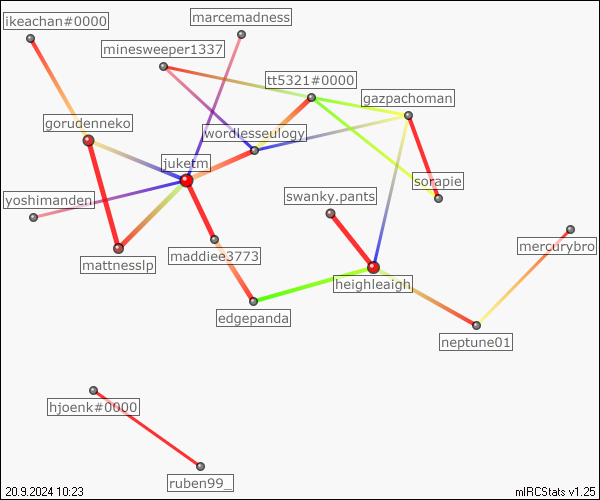 marcemadness
ikeachan#0000
minesweeper1337
tt5321#0000
gazpachoman
gorudenneko
wordlesseulogy
juketm
sorapie
swanky.pants
yoshimanden
mercurybro
maddiee3773
mattnesslp
heighleaigh
edgepanda
neptune01
hjoenk#0000
ruben99_
20.9.2024 10:23
mIRCStats v1.25